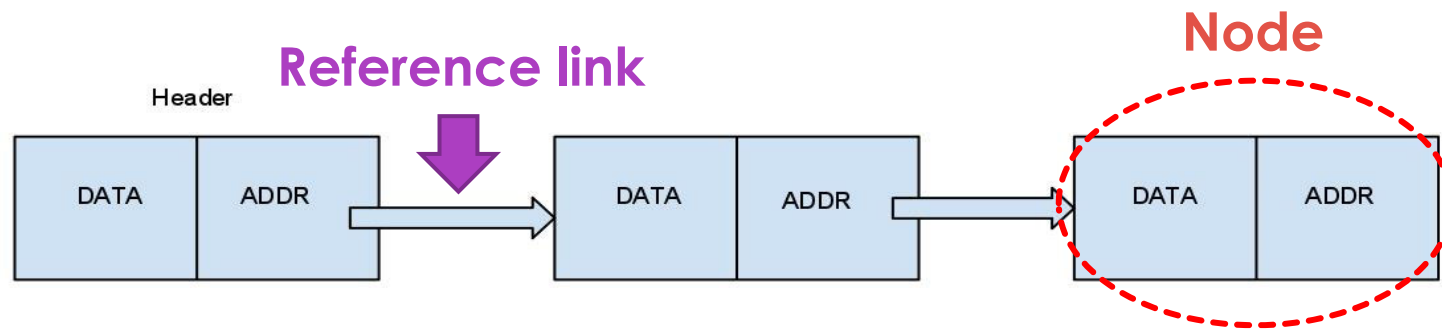 Node
Reference link
Header
DATA ADDR DATA ADDR DATA ADDR